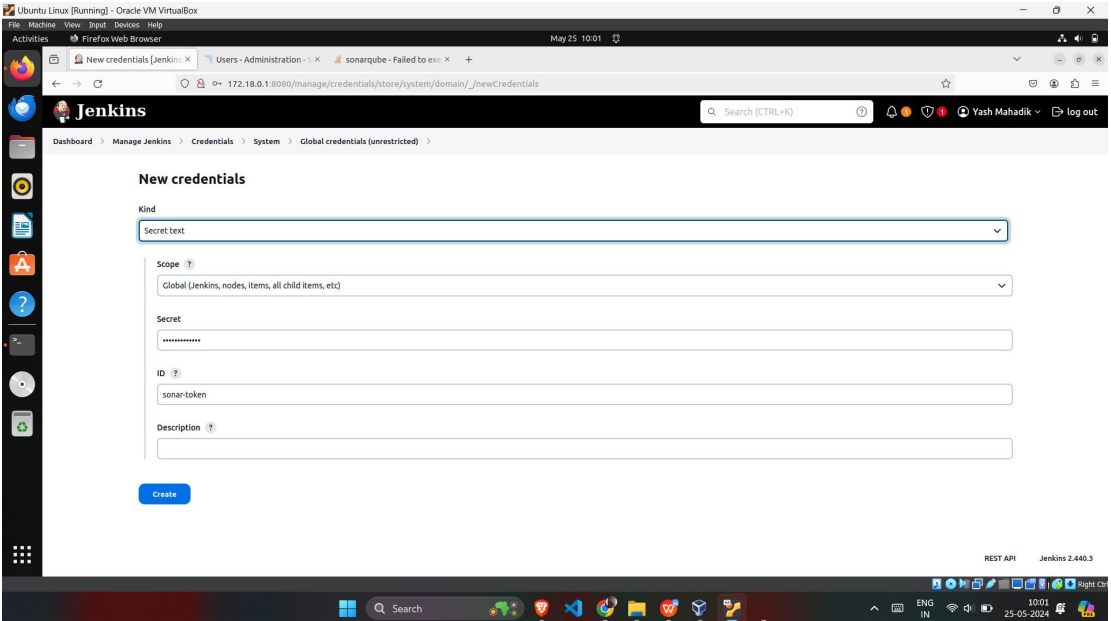 Ubuntu Linux [Running] - Oracle VM VirtualBox
File Machine View Input Devices Help
Activities Firefox Web Browser May 25 10:01
New credentials [Jenkins Users - Administration - S sonarqube - Failed to exe
172.18.0.1:8080/manage/credentials/store/system/domain/_/newCredentials
Jenkins Search (CTRL+K) ? 1 1 Yash Mahadik log out
Dashboard > Manage Jenkins > Credentials > System > Global credentials (unrestricted) >
New credentials
Kind
Secret text
Scope ?
Global (Jenkins, nodes, items, all child items, etc)
Secret
•••••••••••••
ID ?
sonar-token
Description ?
Create
REST API Jenkins 2.440.3
Right Ctrl
Search ENG 10:01
IN 25-05-2024